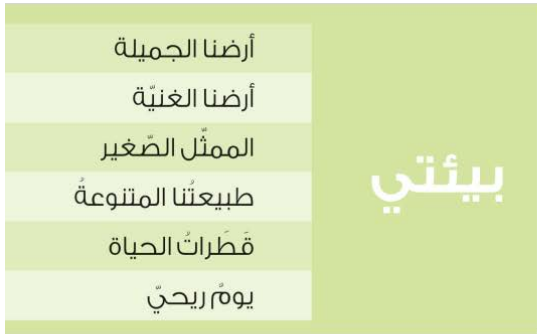 بيئتي
أرضنا الجميلة
أرضنا الغنيّة
الممثّل الصّغير
طبيعتُنا المتنوعةُ
قَطَراتُ الحياة
يومٌ ريحيّ